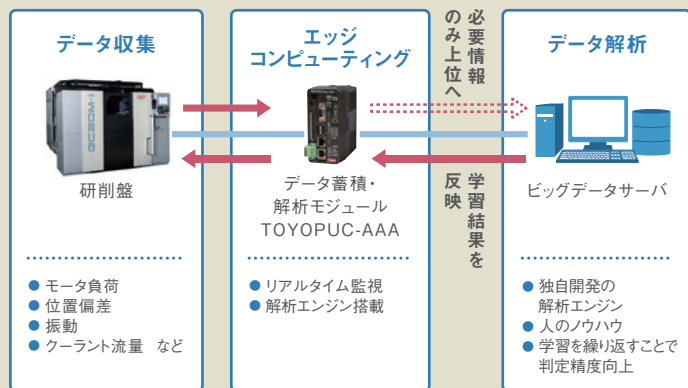 データ収集
GC20M-i
研削盤
● モータ負荷
● 位置偏差
● 振動
● クーラント流量　など
エッジ
コンピューティング
データ蓄積・
解析モジュール
TOYOPUC-AAA
● リアルタイム監視
● 解析エンジン搭載
必要情報
のみ上位へ
学習結果を
反映
データ解析
ビッグデータサーバ
● 独自開発の
解析エンジン
● 人のノウハウ
● 学習を繰り返すことで
判定精度向上